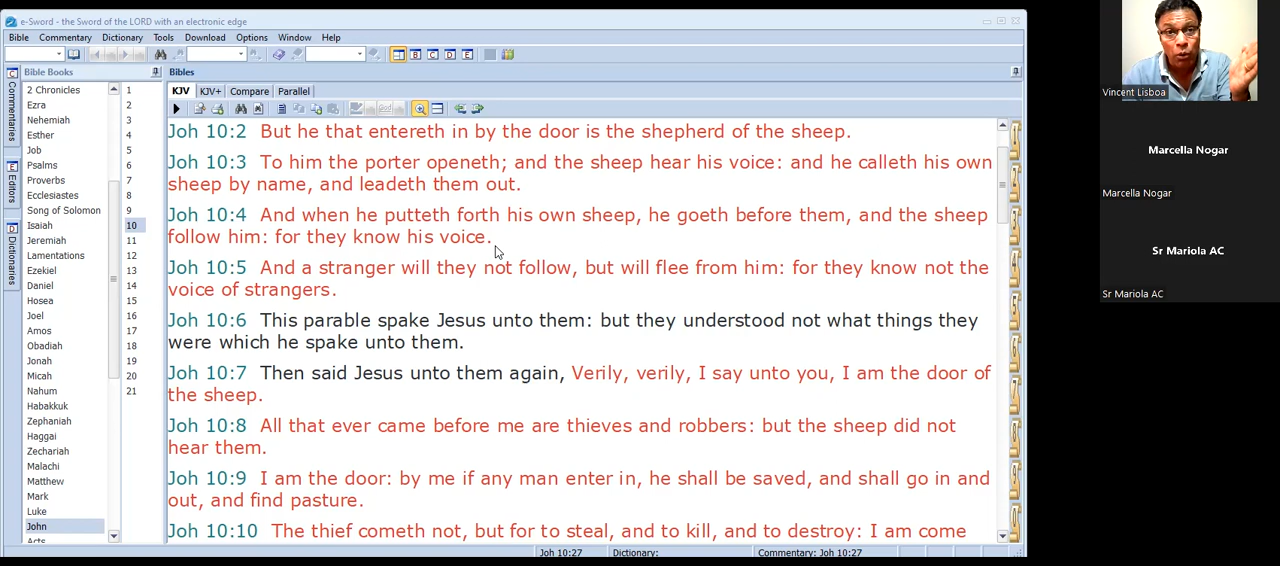 e-Sword - the Sword of the LORD with an electronic edge
Bible Commentary Dictionary Tools Download Options Window Help
B C D E
Bible Books
Bibles
KJV KJV+ Compare Parallel
C Commentaries
E Editors
D Dictionaries
2 Chronicles
Ezra
Nehemiah
Esther
Job
Psalms
Proverbs
Ecclesiastes
Song of Solomon
Isaiah
Jeremiah
Lamentations
Ezekiel
Daniel
Hosea
Joel
Amos
Obadiah
Jonah
Micah
Nahum
Habakkuk
Zephaniah
Haggai
Zechariah
Malachi
Matthew
Mark
Luke
John
Acts
1
2
3
4
5
6
7
8
9
10
11
12
13
14
15
16
17
18
19
20
21
Joh 10:2 But he that entereth in by the door is the shepherd of the sheep.
Joh 10:3 To him the porter openeth; and the sheep hear his voice: and he calleth his own
sheep by name, and leadeth them out.
Joh 10:4 And when he putteth forth his own sheep, he goeth before them, and the sheep
follow him: for they know his voice.
Joh 10:5 And a stranger will they not follow, but will flee from him: for they know not the
voice of strangers.
Joh 10:6 This parable spake Jesus unto them: but they understood not what things they
were which he spake unto them.
Joh 10:7 Then said Jesus unto them again, Verily, verily, I say unto you, I am the door of
the sheep.
Joh 10:8 All that ever came before me are thieves and robbers: but the sheep did not
hear them.
Joh 10:9 I am the door: by me if any man enter in, he shall be saved, and shall go in and
out, and find pasture.
Joh 10:10 The thief cometh not, but for to steal, and to kill, and to destroy: I am come
Joh 10:27 Dictionary: Commentary: Joh 10:27
Vincent Lisboa
Marcella Nogar
Marcella Nogar
Sr Mariola AC
Sr Mariola AC